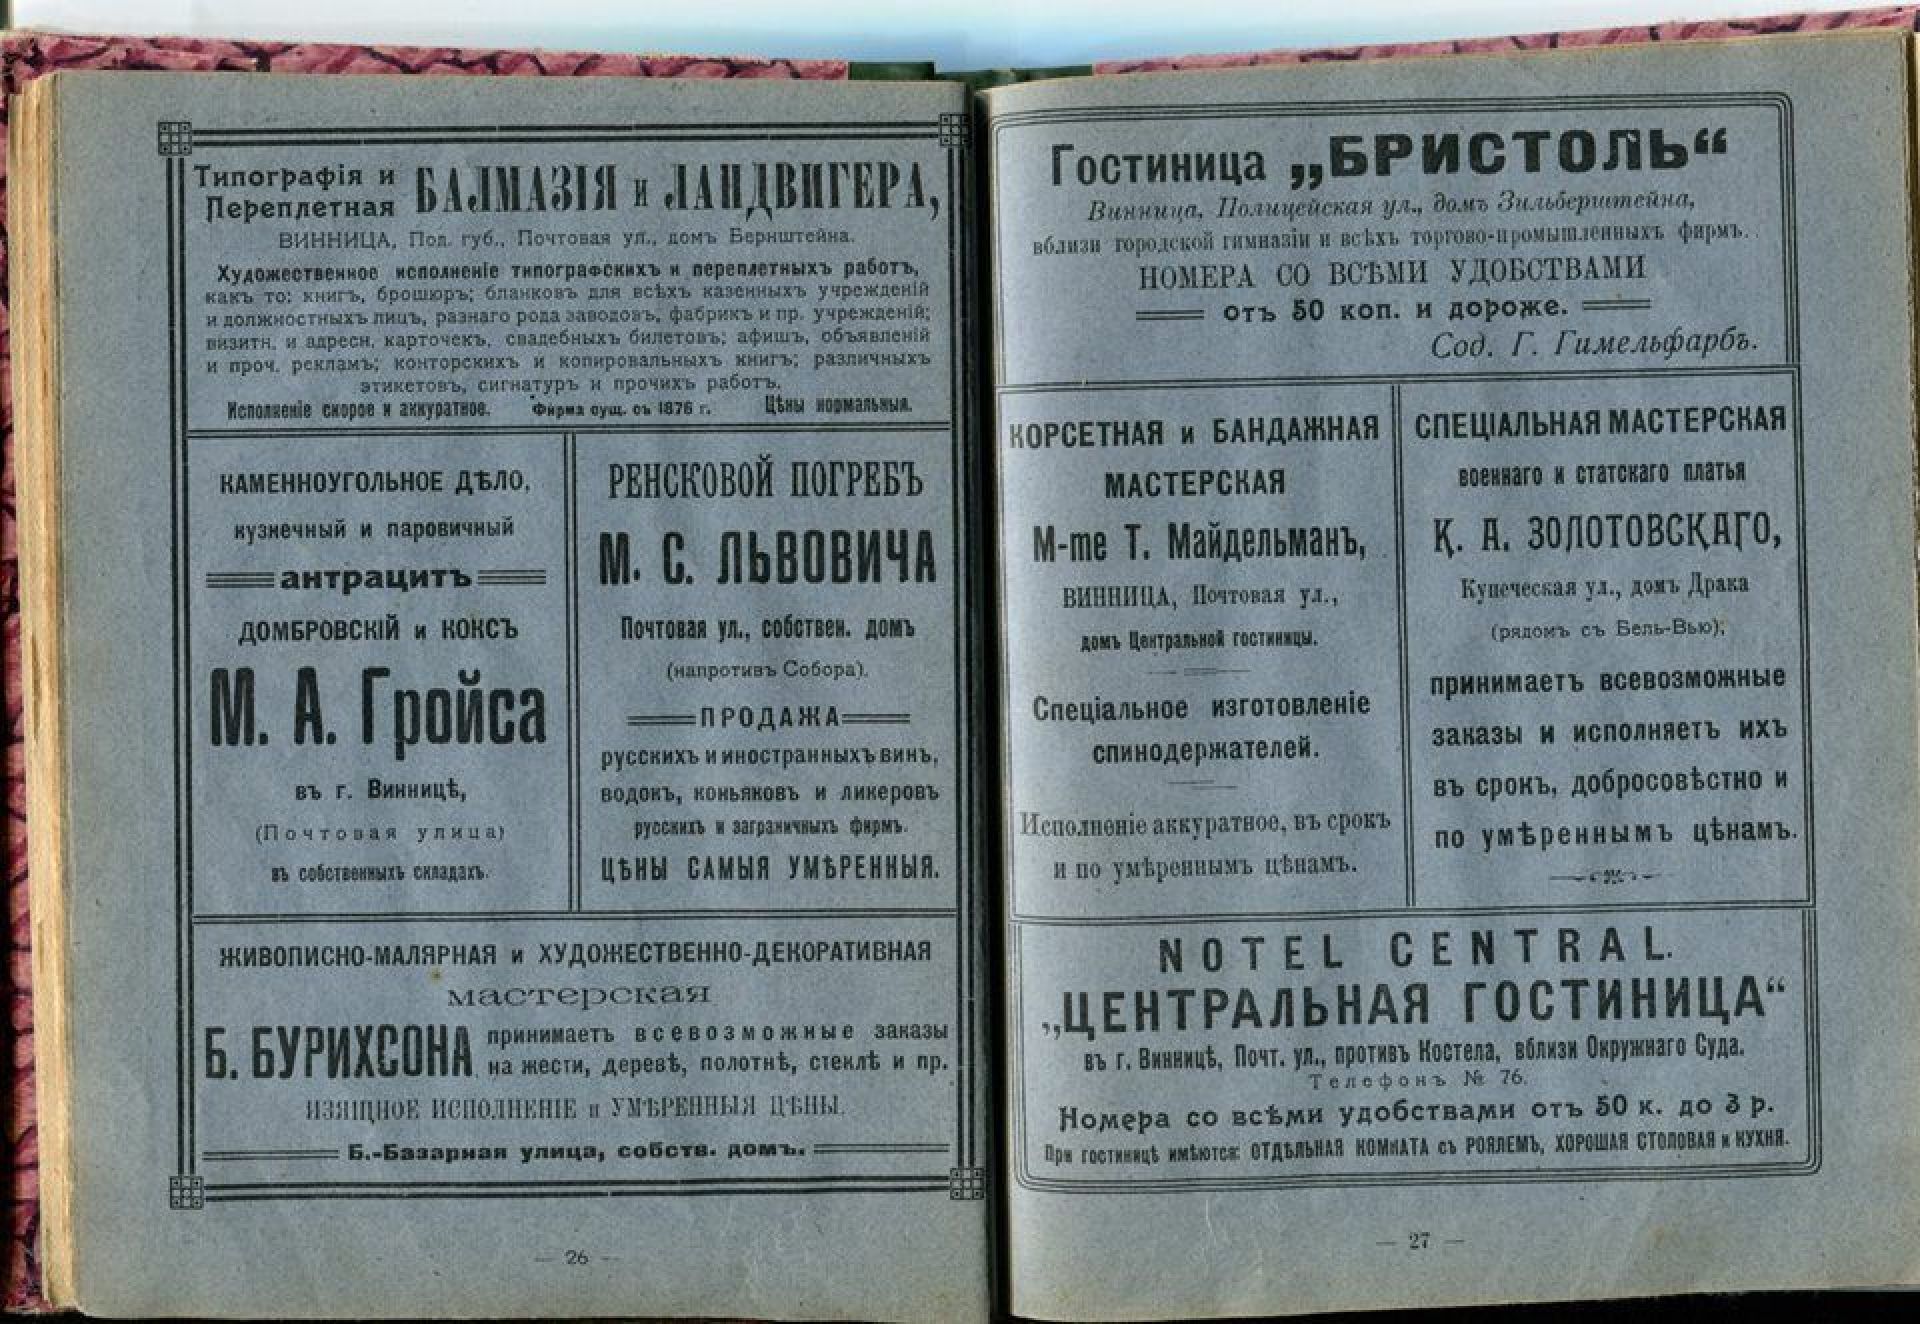 Типографія и
Переплетная
БАЛМАЗІЯ и ЛАНДВИГЕРА,
ВИННИЦА, Под. губ., Почтовая ул., домъ Бернштейна.
Художественное исполненіе типографскихъ и переплетныхъ работъ,
какъ то: книгъ, брошюръ; бланковъ для всѣхъ казенныхъ учрежденій
и должностныхъ лицъ, разнаго рода заводовъ, фабрикъ и пр. учрежденій;
визитн. и адресн. карточекъ, свадебныхъ билетовъ; афишъ, объявленій
и проч. рекламъ; конторскихъ и копировальныхъ книгъ; различныхъ
этикетовъ, сигнатуръ и прочихъ работъ.
Исполненіе скорое и аккуратное. Фирма сущ. съ 1876 г. Цѣны нормальныя.
КАМЕННОУГОЛЬНОЕ ДѢЛО,
кузнечный и паровичный
антрацитъ
ДОМБРОВСКІЙ и КОКСЪ
М. А. Гройса
въ г. Винницѣ,
(Почтовая улица)
въ собственныхъ складахъ.
РЕНСКОВОЙ ПОГРЕБЪ
М. С. ЛЬВОВИЧА
Почтовая ул., собствен. домъ
(напротивъ Собора).
ПРОДАЖА
русскихъ и иностранныхъ винъ,
водокъ, коньяковъ и ликеровъ
русскихъ и заграничныхъ фирмъ.
ЦѢНЫ САМЫЯ УМѢРЕННЫЯ.
ЖИВОПИСНО-МАЛЯРНАЯ и ХУДОЖЕСТВЕННО-ДЕКОРАТИВНАЯ
мастерская
Б. БУРИХСОНА
принимаетъ всевозможные заказы
на жести, деревѣ, полотнѣ, стеклѣ и пр.
ИЗЯЩНОЕ ИСПОЛНЕНІЕ и УМѢРЕННЫЯ ЦѢНЫ.
Б.-Базарная улица, собств. домъ.
— 26 —
Гостиница „БРИСТОЛЬ“
Винница, Полицейская ул., домъ Зильберштейна,
вблизи городской гимназіи и всѣхъ торгово-промышленныхъ фирмъ.
НОМЕРА СО ВСѢМИ УДОБСТВАМИ
отъ 50 коп. и дороже.
Сод. Г. Гимельфарбъ.
КОРСЕТНАЯ и БАНДАЖНАЯ
МАСТЕРСКАЯ
М-me Т. Майдельманъ,
ВИННИЦА, Почтовая ул.,
домъ Центральной гостиницы.
Спеціальное изготовленіе
спинодержателей.
Исполненіе аккуратное, въ срокъ
и по умѣреннымъ цѣнамъ.
СПЕЦІАЛЬНАЯ МАСТЕРСКАЯ
военнаго и статскаго платья
К. А. ЗОЛОТОВСКАГО,
Купеческая ул., домъ Драка
(рядомъ съ Бель-Вью);
принимаетъ всевозможные
заказы и исполняетъ ихъ
въ срокъ, добросовѣстно и
по умѣреннымъ цѣнамъ.
NOTEL CENTRAL.
„ЦЕНТРАЛЬНАЯ ГОСТИНИЦА“
въ г. Винницѣ, Почт. ул., противъ Костела, вблизи Окружнаго Суда.
Телефонъ № 76.
Номера со всѣми удобствами отъ 50 к. до 3 р.
При гостиницѣ имѣются: ОТДѢЛЬНАЯ КОМНАТА съ РОЯЛЕМЪ, ХОРОШАЯ СТОЛОВАЯ и КУХНЯ.
— 27 —